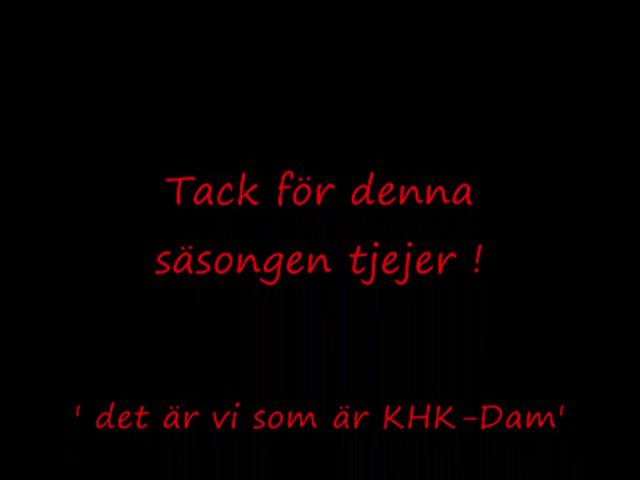 Tack för denna
säsongen tjejer !
' det är vi som är KHK-Dam'